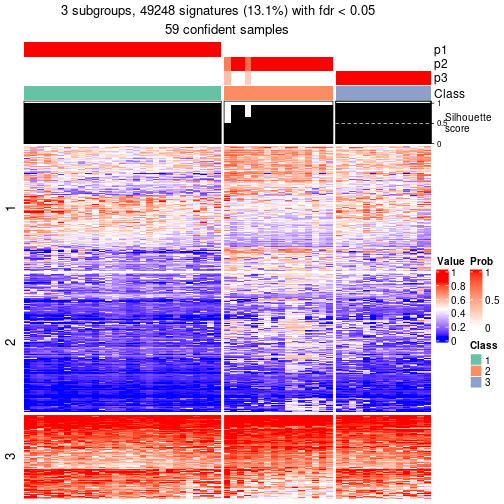 3 subgroups, 49248 signatures (13.1%) with fdr < 0.05
59 confident samples
p1
p2
p3
Class
1
0.5
0
Silhouette
score
1
2
3
Value
1
0.8
0.6
0.4
0.2
0
Prob
1
0.5
0
Class
1
2
3